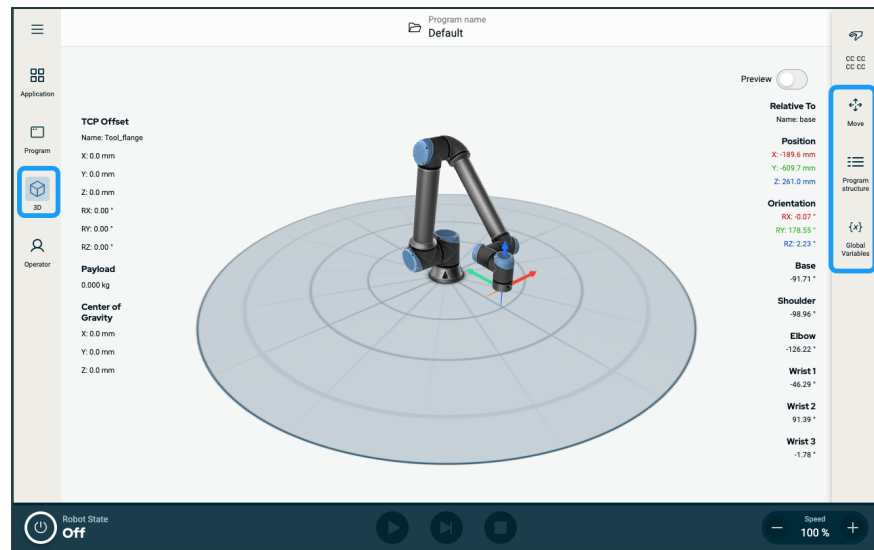 Program name
Default
CC CC
CC CC
Application
Program
3D
Operator
TCP Offset
Name: Tool_flange
X: 0.0 mm
Y: 0.0 mm
Z: 0.0 mm
RX: 0.00 °
RY: 0.00 °
RZ: 0.00 °
Payload
0.000 kg
Center of
Gravity
X: 0.0 mm
Y: 0.0 mm
Z: 0.0 mm
Preview
Relative To
Name: base
Position
X: -189.6 mm
Y: -609.7 mm
Z: 261.0 mm
Orientation
RX: -0.07 °
RY: 178.55 °
RZ: 2.23 °
Base
-91.71 °
Shoulder
-98.96 °
Elbow
-126.22 °
Wrist 1
-46.29 °
Wrist 2
91.39 °
Wrist 3
-1.78 °
Move
Program
structure
{x}
Global
Variables
Robot State
Off
Speed
100 %